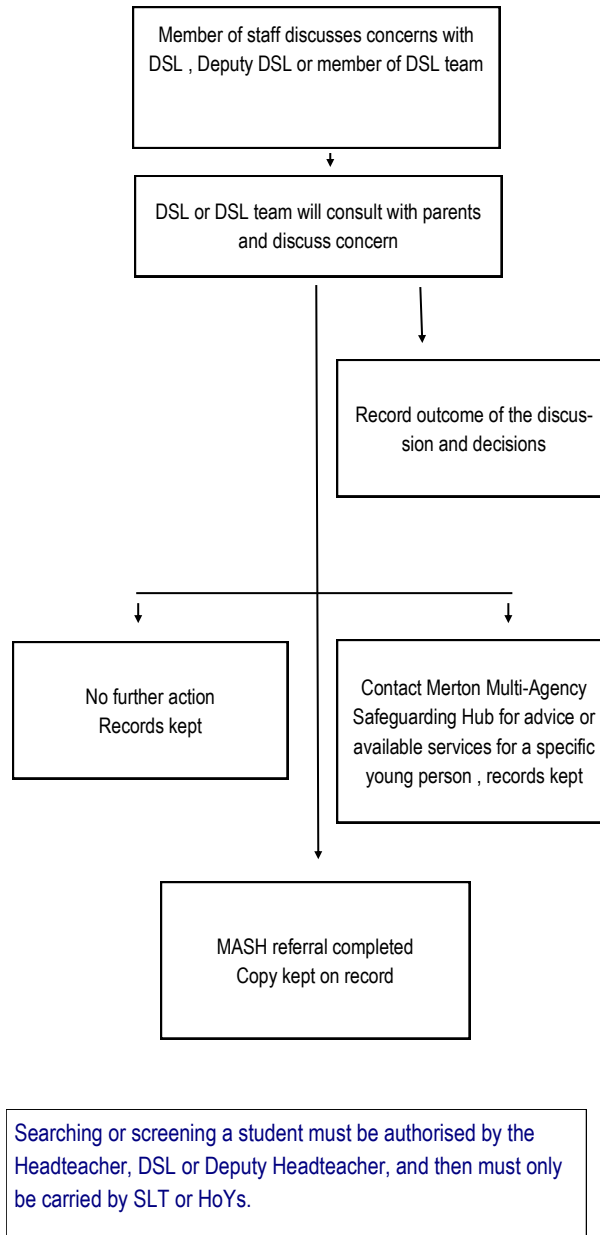 Member of staff discusses concerns with
DSL , Deputy DSL or member of DSL team
DSL or DSL team will consult with parents
and discuss concern
Record outcome of the discus-
sion and decisions
No further action
Records kept
Contact Merton Multi-Agency
Safeguarding Hub for advice or
available services for a specific
young person , records kept
MASH referral completed
Copy kept on record
Searching or screening a student must be authorised by the
Headteacher, DSL or Deputy Headteacher, and then must only
be carried by SLT or HoYs.